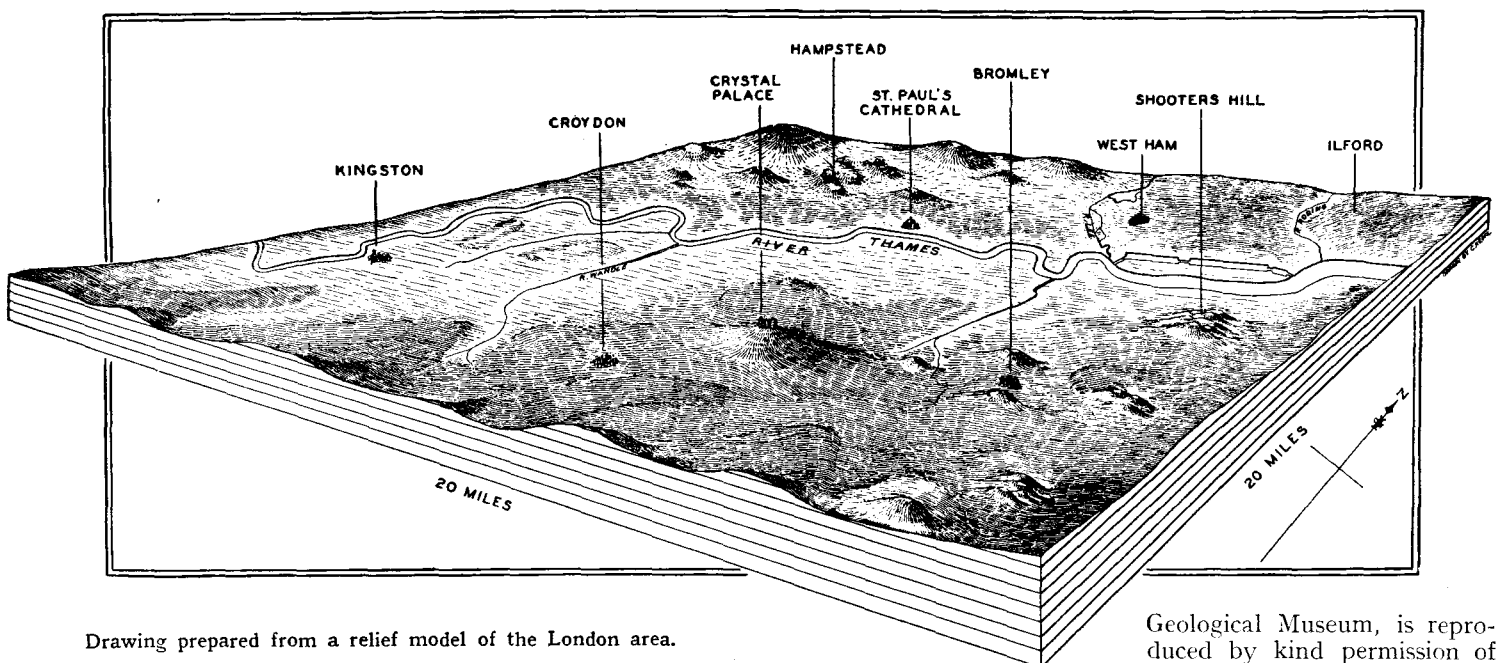 HAMPSTEAD
CRYSTAL
PALACE
ST. PAUL'S
CATHEDRAL
BROMLEY
SHOOTERS HILL
CROYDON
WEST HAM
ILFORD
KINGSTON
R. RODING
RIVER THAMES
R. WANDLE
N
20 MILES
20 MILES
Drawing prepared from a relief model of the London area.
Geological Museum, is repro-
duced by kind permission of